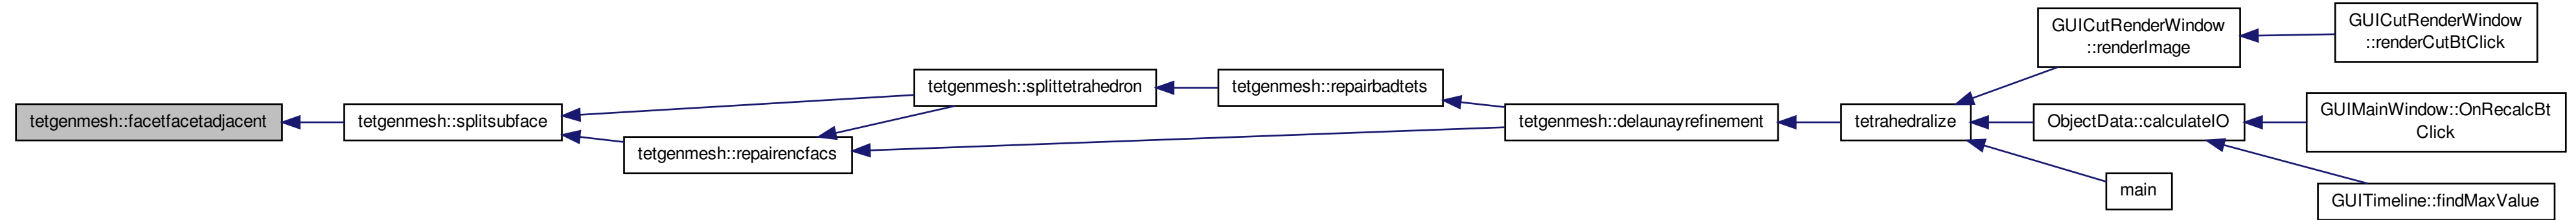 tetgenmesh::facetfacetadjacent
tetgenmesh::splitsubface
tetgenmesh::splittetrahedron
tetgenmesh::repairencfacs
tetgenmesh::repairbadtets
tetgenmesh::delaunayrefinement
tetrahedralize
GUICutRenderWindow
::renderImage
ObjectData::calculateIO
main
GUICutRenderWindow
::renderCutBtClick
GUIMainWindow::OnRecalcBt
Click
GUITimeline::findMaxValue